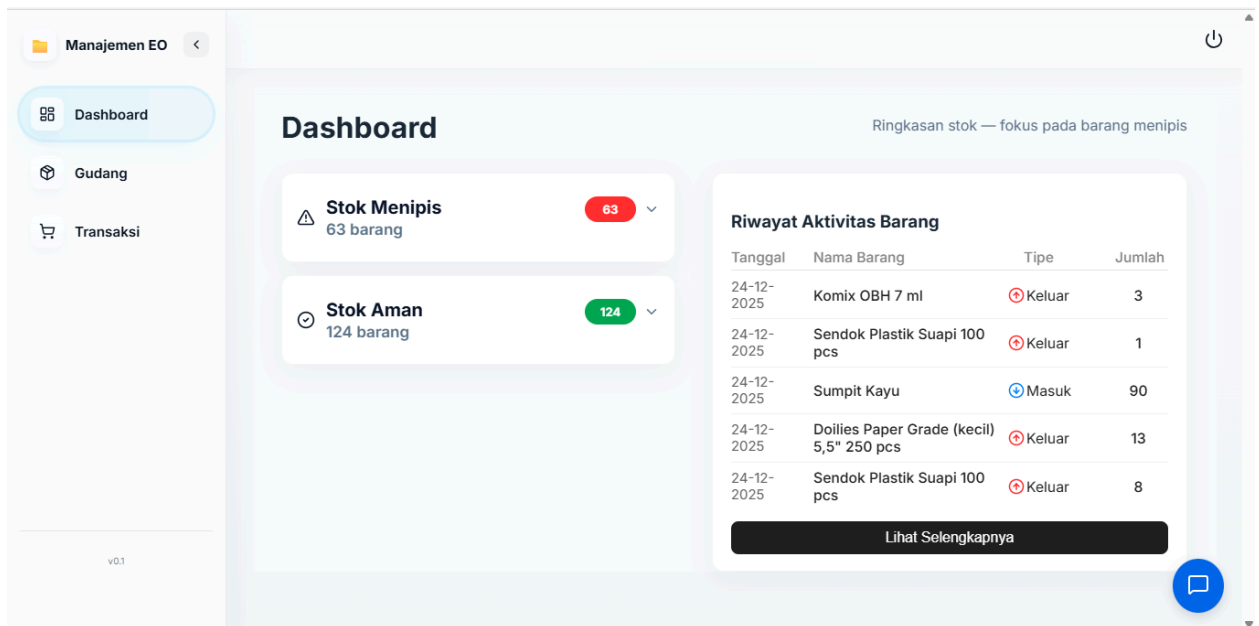 Manajemen EO
Dashboard
Gudang
Transaksi
v0.1
Dashboard
Ringkasan stok — fokus pada barang menipis
Stok Menipis
63 barang
63
Stok Aman
124 barang
124
Riwayat Aktivitas Barang
Tanggal Nama Barang Tipe Jumlah
24-12-
2025
Komix OBH 7 ml
Keluar
3
24-12-
2025
Sendok Plastik Suapi 100
pcs
Keluar
1
24-12-
2025
Sumpit Kayu
Masuk
90
24-12-
2025
Doilies Paper Grade (kecil)
5,5" 250 pcs
Keluar
13
24-12-
2025
Sendok Plastik Suapi 100
pcs
Keluar
8
Lihat Selengkapnya